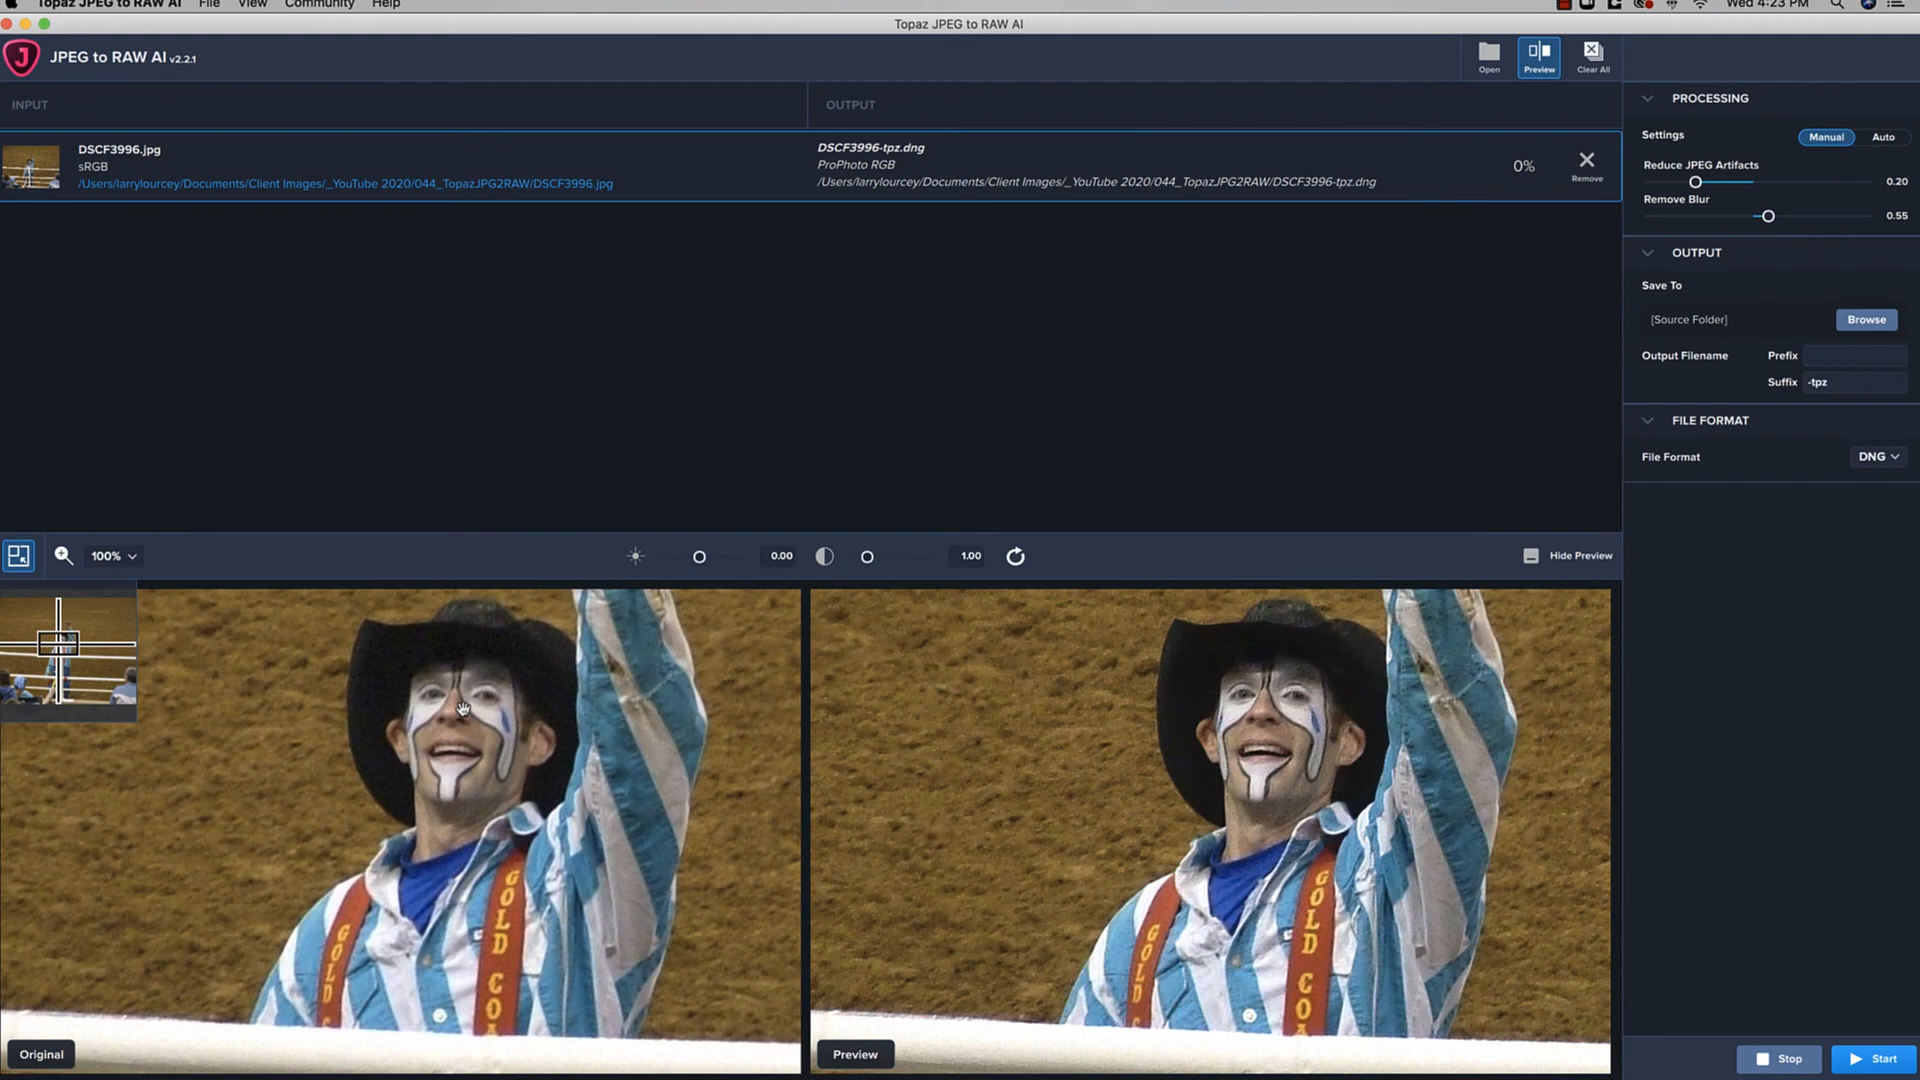 Topaz JPEG to RAW AI File View Community Help Wed 4:23 PM
Topaz JPEG to RAW AI
JPEG to RAW AI v2.2.1
Open Preview Clear All
INPUT OUTPUT
DSCF3996.jpg
sRGB
/Users/larrylourcey/Documents/Client Images/_YouTube 2020/044_TopazJPG2RAW/DSCF3996.jpg
DSCF3996-tpz.dng
ProPhoto RGB
/Users/larrylourcey/Documents/Client Images/_YouTube 2020/044_TopazJPG2RAW/DSCF3996-tpz.dng
0%
Remove
PROCESSING
Settings Manual Auto
Reduce JPEG Artifacts
0.20
Remove Blur
0.55
OUTPUT
Save To
[Source Folder] Browse
Output Filename Prefix
Suffix -tpz
FILE FORMAT
File Format DNG
100% 0.00 1.00 Hide Preview
GOLD
GOLD COA
GOLD
GOLD COA
Original
Preview
Stop Start